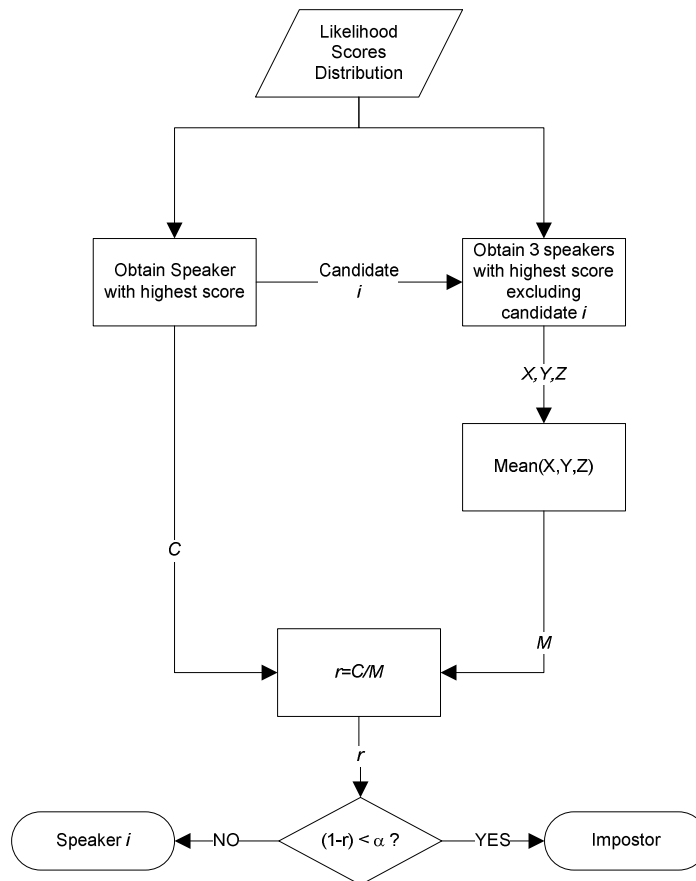 Likelihood
Scores
Distribution
Obtain Speaker
with highest score
Candidate
i
Obtain 3 speakers
with highest score
excluding
candidate i
X,Y,Z
Mean(X,Y,Z)
C
M
r=C/M
r
Speaker i
NO
(1-r) < α ?
YES
Impostor